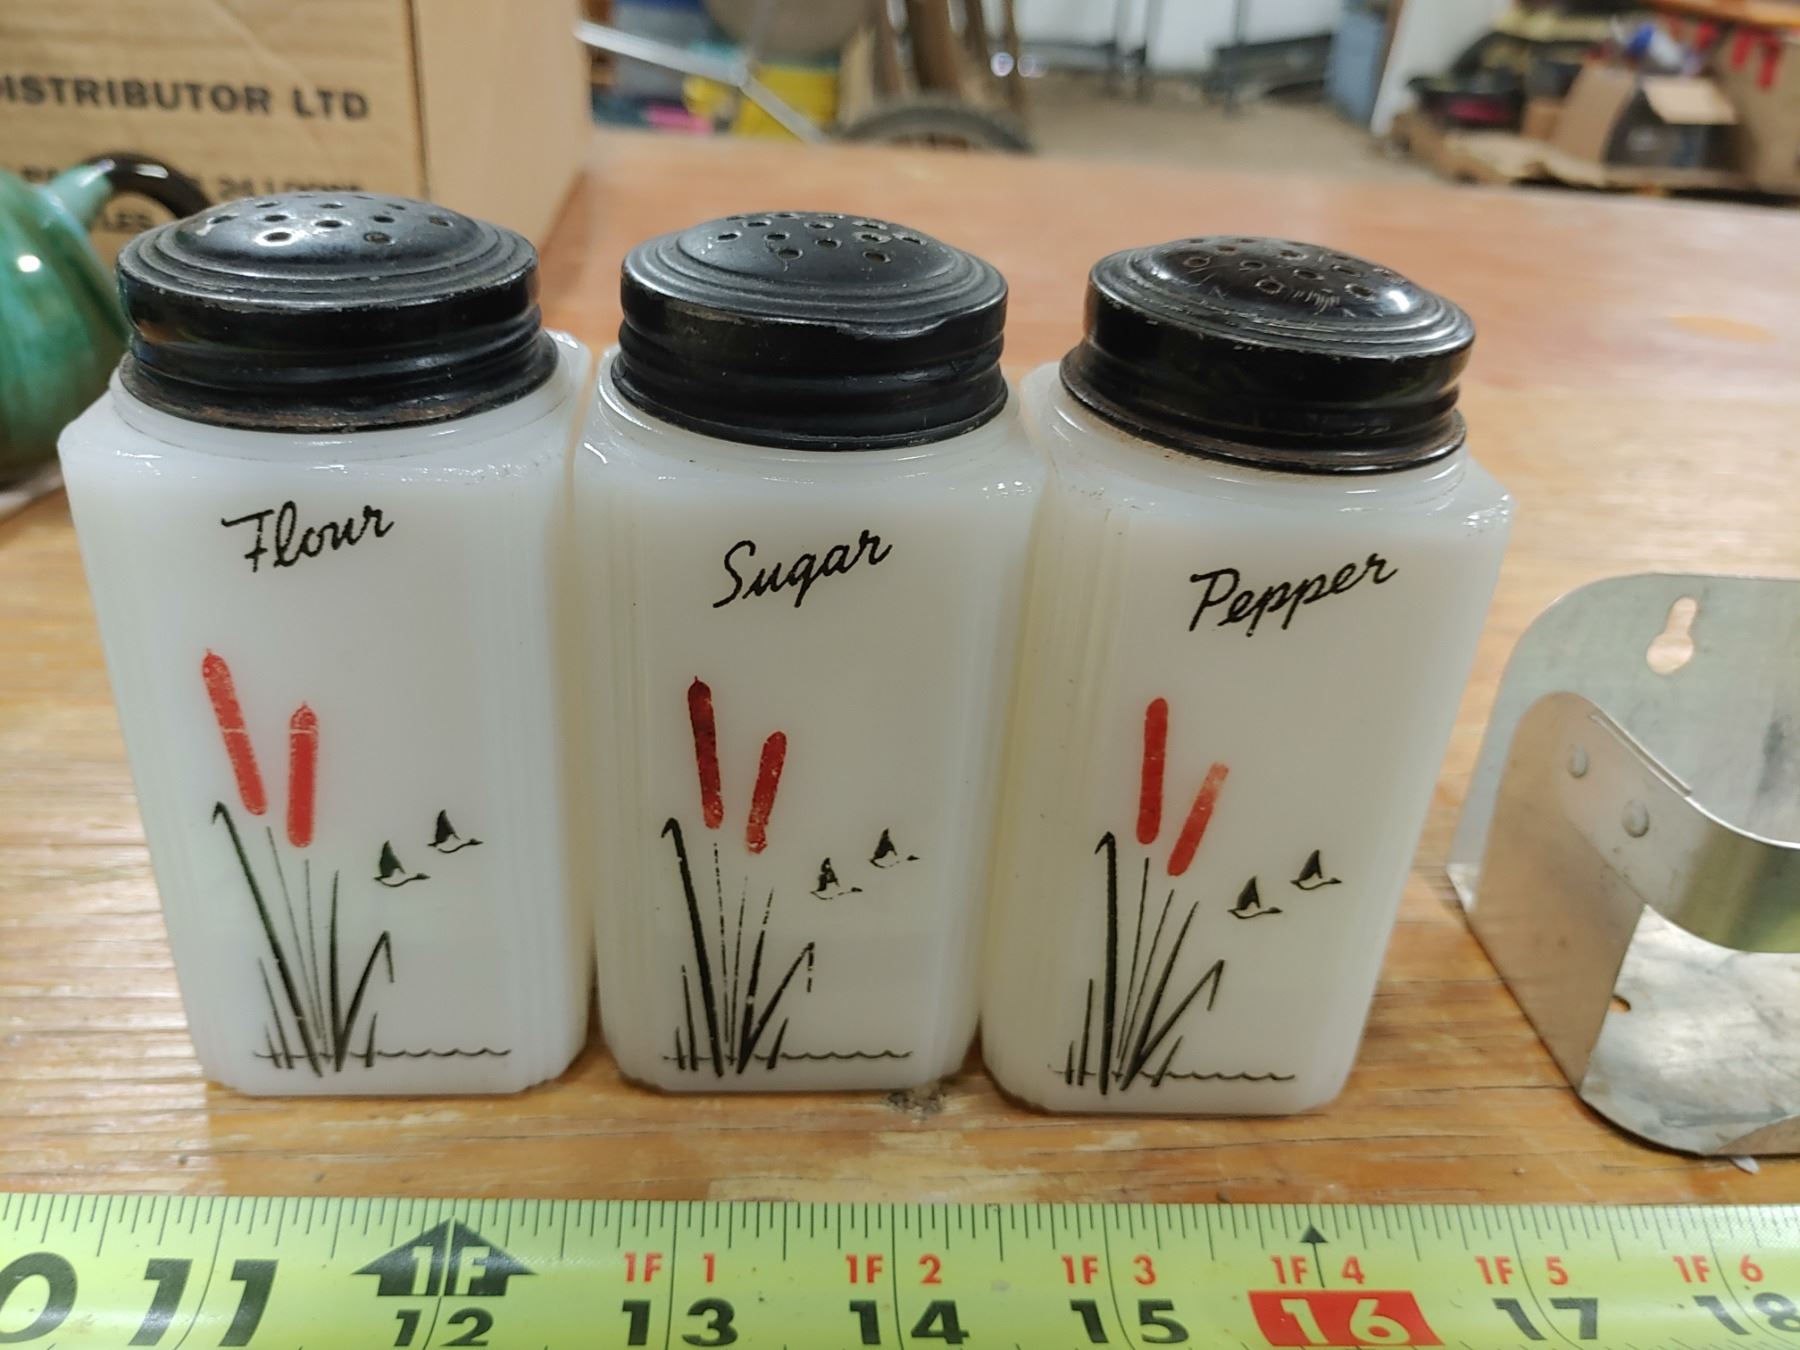 DISTRIBUTOR LTD
Flour
Sugar
Pepper
1F 1F 1 1F 2 1F 3 1F 4 1F 5 1F 6
11 12 13 14 15 16 17 18